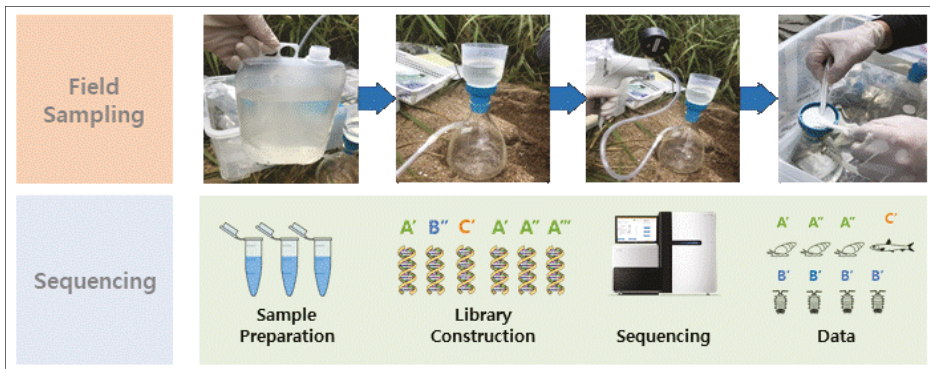 Field
Sampling
Sequencing
A′ B″ C′ A′ A″ A‴
A′ A″ A″ C′
B′ B′ B′ B′
Sample
Preparation
Library
Construction
Sequencing
Data